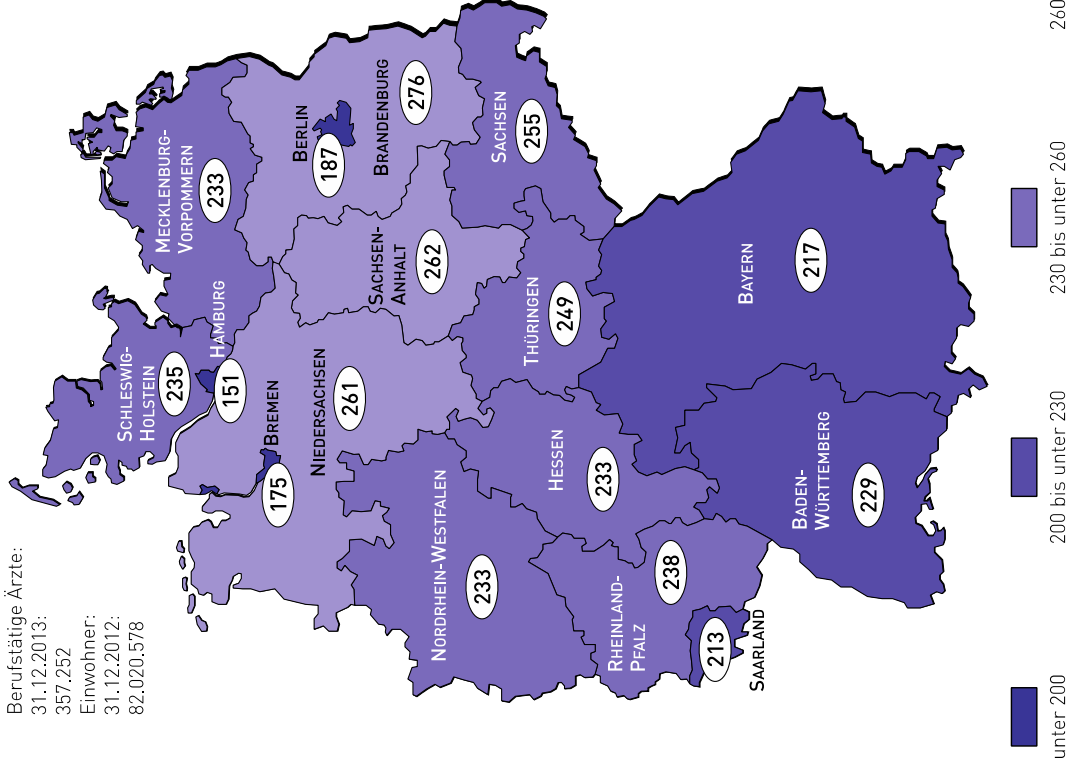 Berufstätige Ärzte:
31.12.2013:
357.252
Einwohner:
31.12.2012:
82.020.578
SCHLESWIG-
HOLSTEIN
235
HAMBURG
151
MECKLENBURG-
VORPOMMERN
233
BREMEN
175
NIEDERSACHSEN
261
BERLIN
187
BRANDENBURG
276
SACHSEN-
ANHALT
262
NORDRHEIN-WESTFALEN
233
HESSEN
233
THÜRINGEN
249
SACHSEN
255
RHEINLAND-
PFALZ
238
213
SAARLAND
BADEN-
WÜRTTEMBERG
229
BAYERN
217
unter 200
200 bis unter 230
230 bis unter 260
260